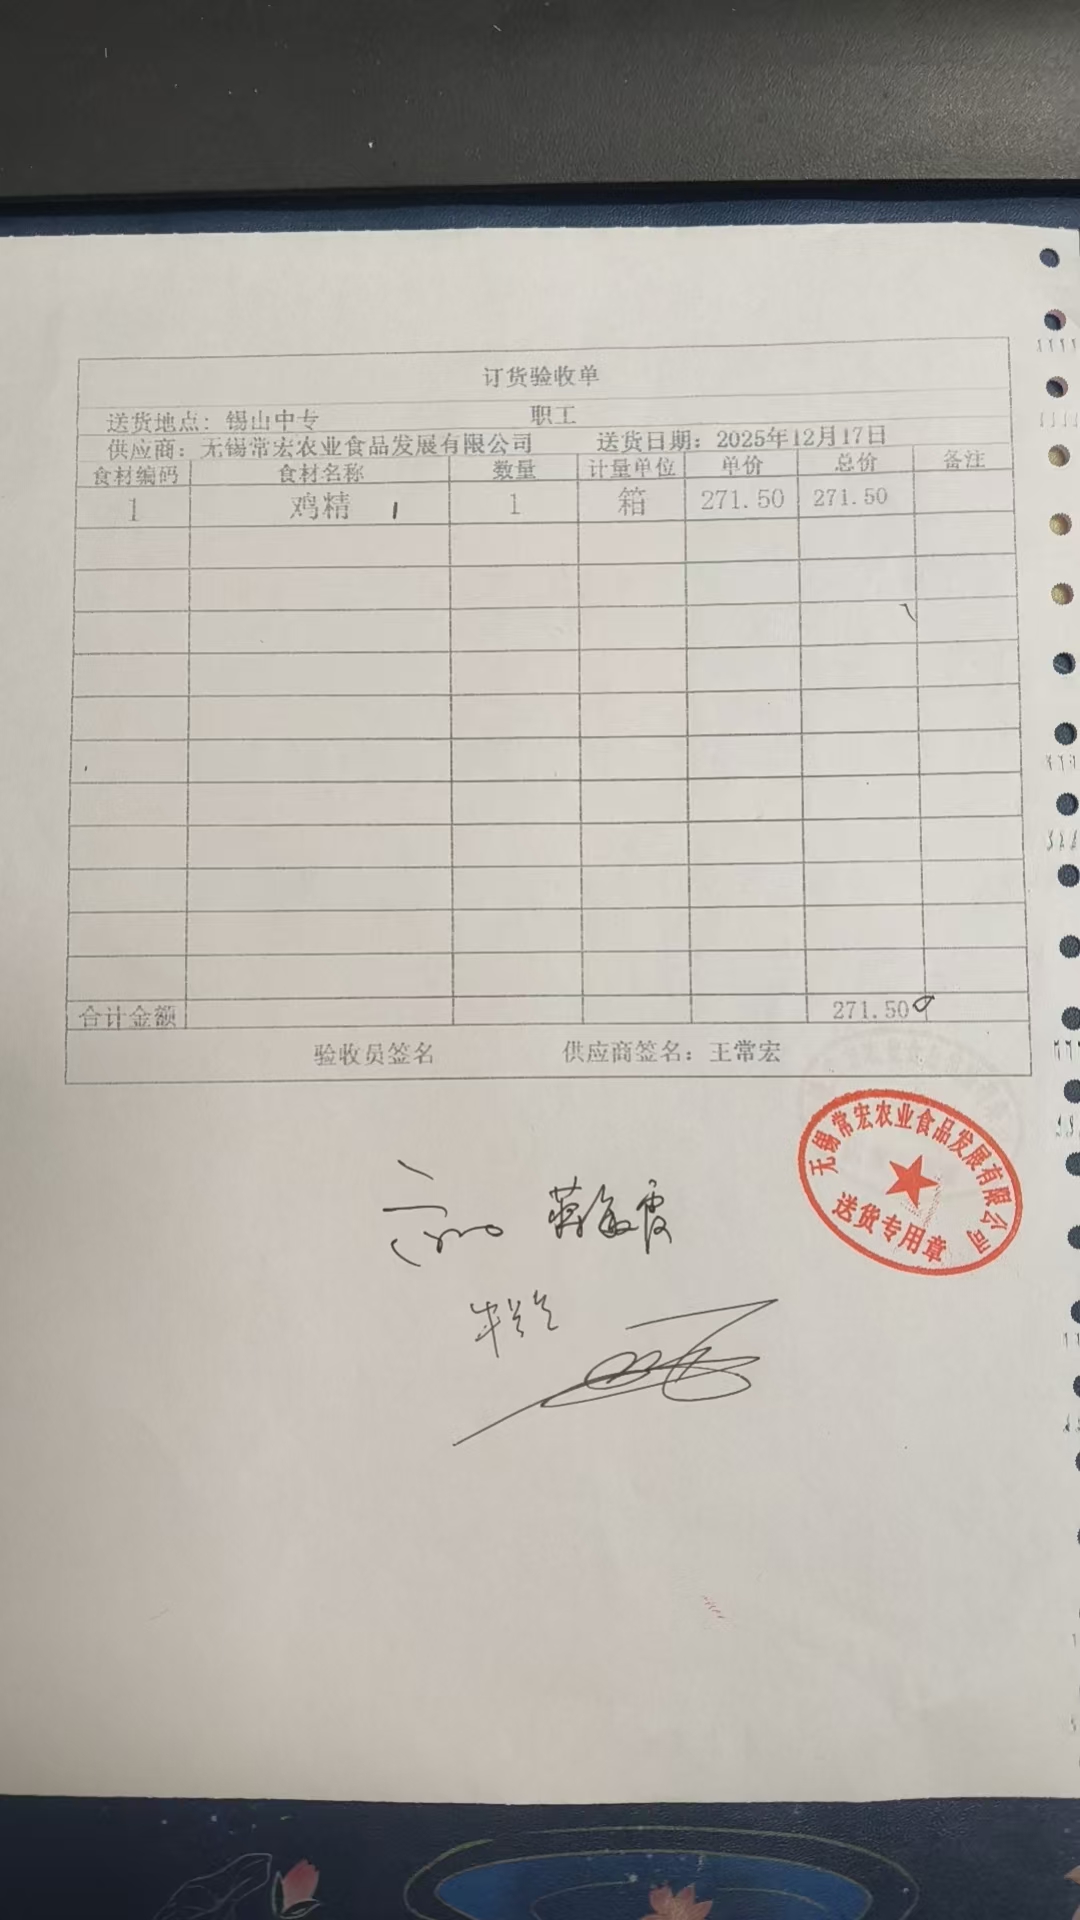 订货验收单
送货地点：锡山中专 职工
供应商：无锡常宏农业食品发展有限公司 送货日期：2025年12月17日
食材编码 食材名称 数量 计量单位 单价 总价 备注
1 鸡精 1 1 箱 271.50 271.50
合计金额 271.50
验收员签名 供应商签名：王常宏
无锡常宏农业食品发展有限公司
送货专用章